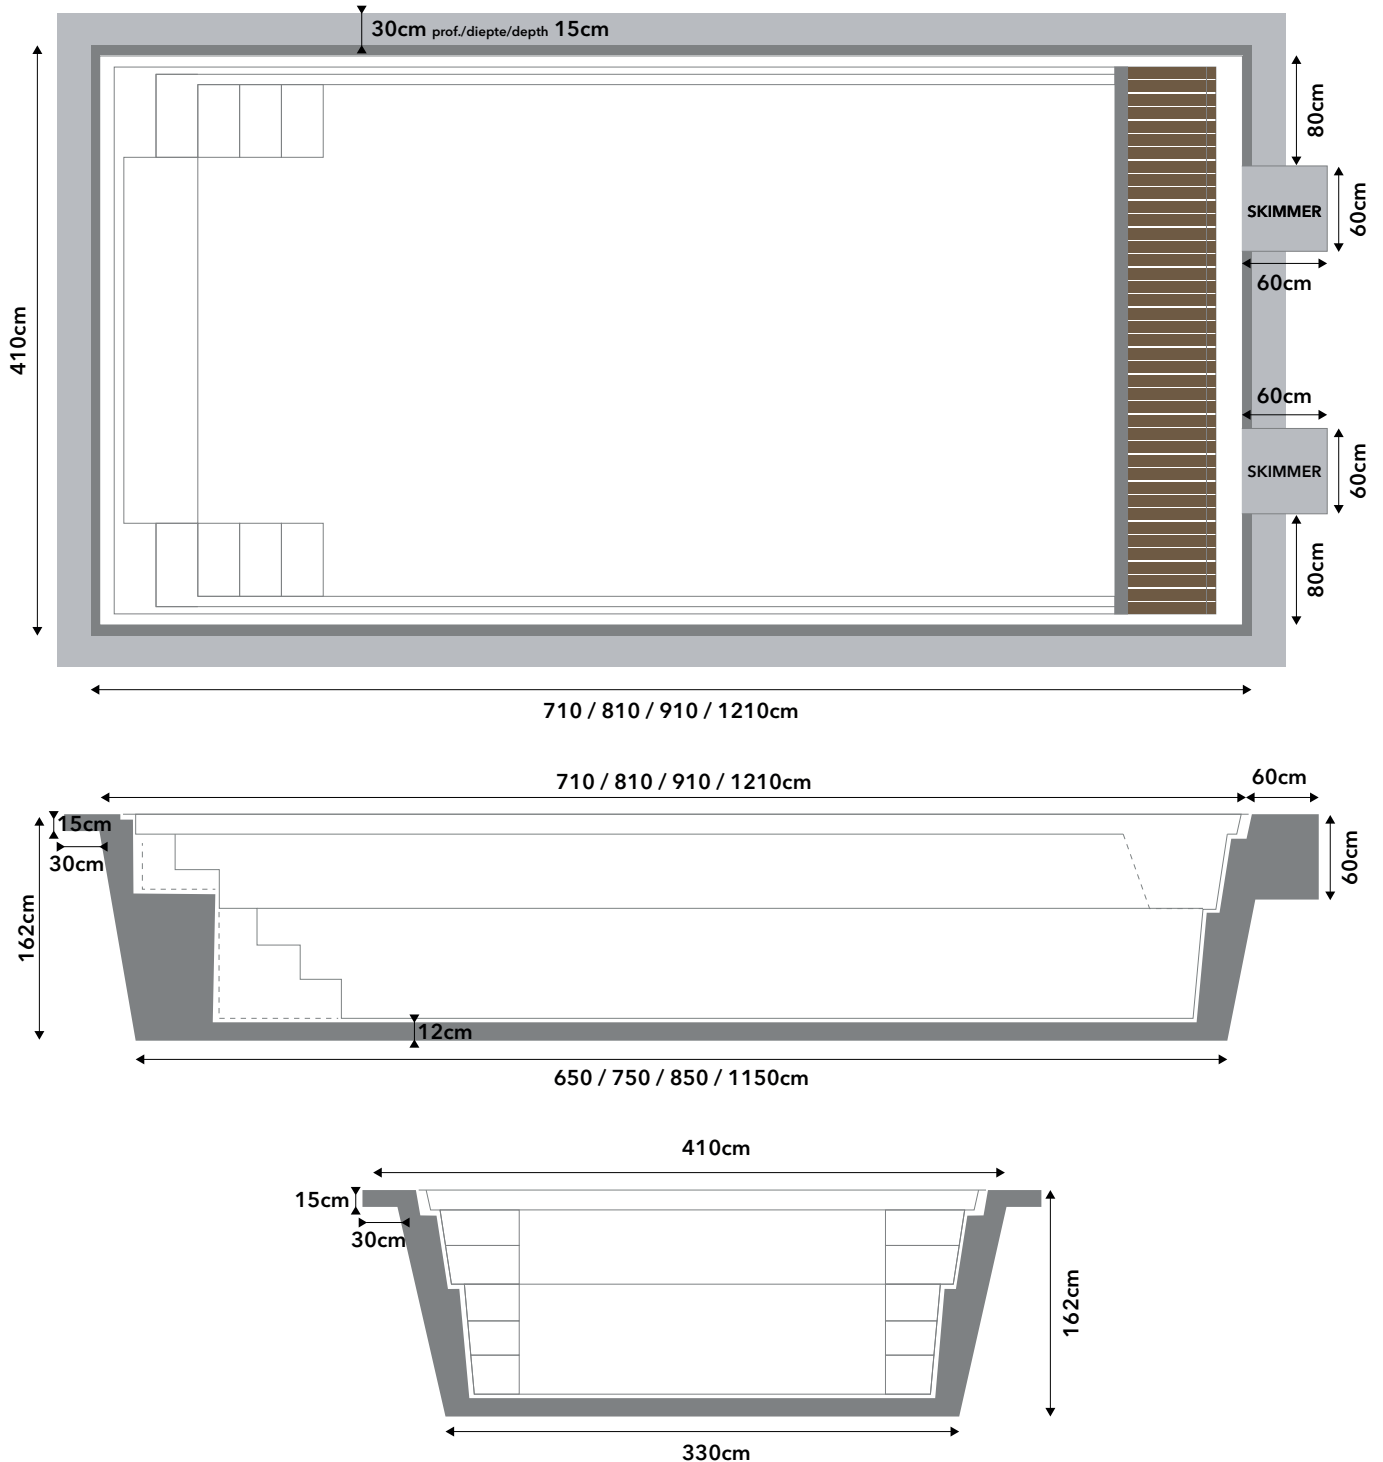 30cm prof./diepte/depth 15cm
80cm
SKIMMER
60cm
60cm
410cm
60cm
SKIMMER
60cm
80cm
710 / 810 / 910 / 1210cm
710 / 810 / 910 / 1210cm
60cm
15cm
30cm
60cm
162cm
12cm
650 / 750 / 850 / 1150cm
410cm
15cm
30cm
162cm
330cm